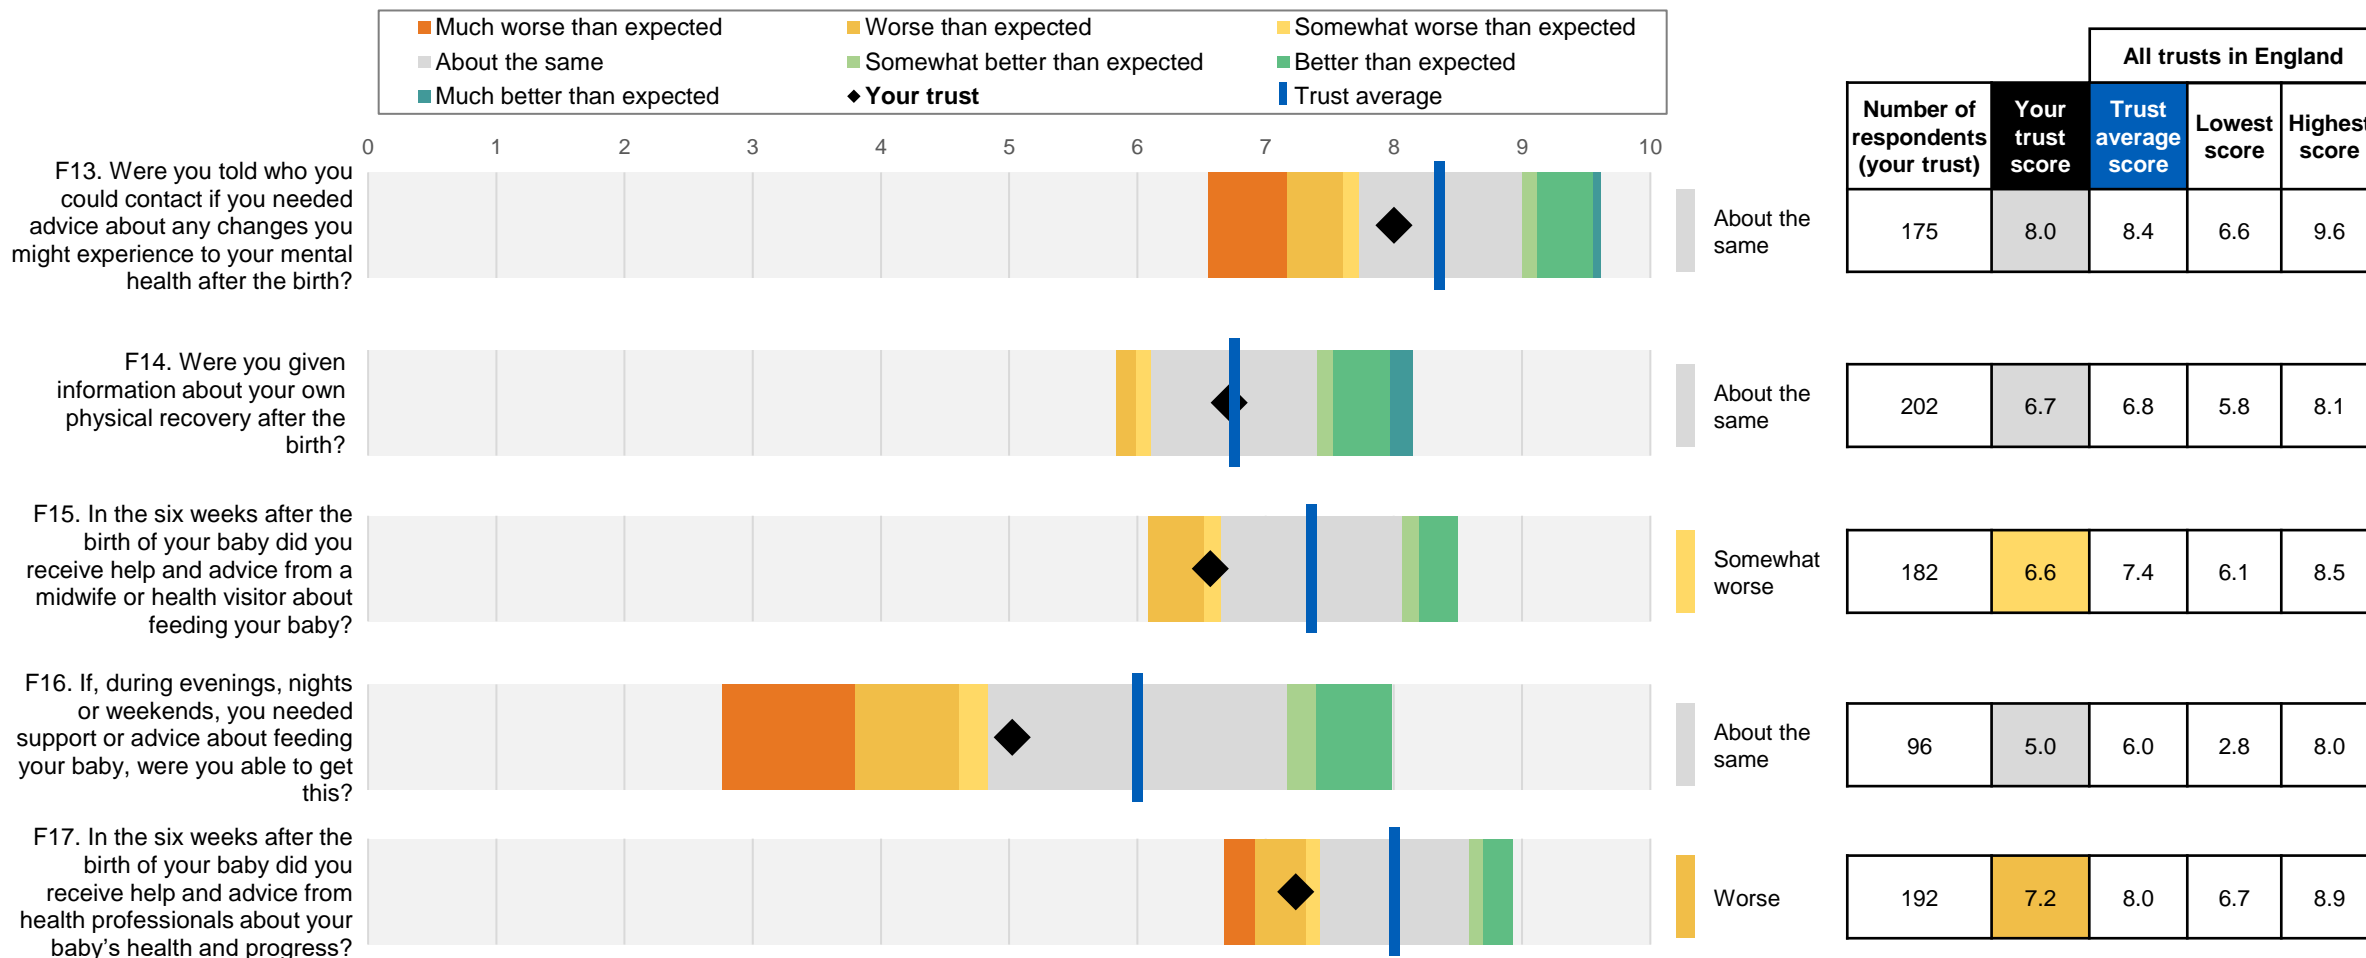 Much worse than expected
Worse than expected
Somewhat worse than expected
About the same
Somewhat better than expected
Better than expected
Much better than expected
Your trust
Trust average
All trusts in England
Number of
respondents
(your trust)
Your
trust
score
Trust
average
score
Lowest
score
Highest
score
0 1 2 3 4 5 6 7 8 9 10
F13. Were you told who you
could contact if you needed
advice about any changes you
might experience to your mental
health after the birth?
About the
same
175 8.0 8.4 6.6 9.6
F14. Were you given
information about your own
physical recovery after the
birth?
About the
same
202 6.7 6.8 5.8 8.1
F15. In the six weeks after the
birth of your baby did you
receive help and advice from a
midwife or health visitor about
feeding your baby?
Somewhat
worse
182 6.6 7.4 6.1 8.5
F16. If, during evenings, nights
or weekends, you needed
support or advice about feeding
your baby, were you able to get
this?
About the
same
96 5.0 6.0 2.8 8.0
F17. In the six weeks after the
birth of your baby did you
receive help and advice from
health professionals about your
baby's health and progress?
Worse
192 7.2 8.0 6.7 8.9